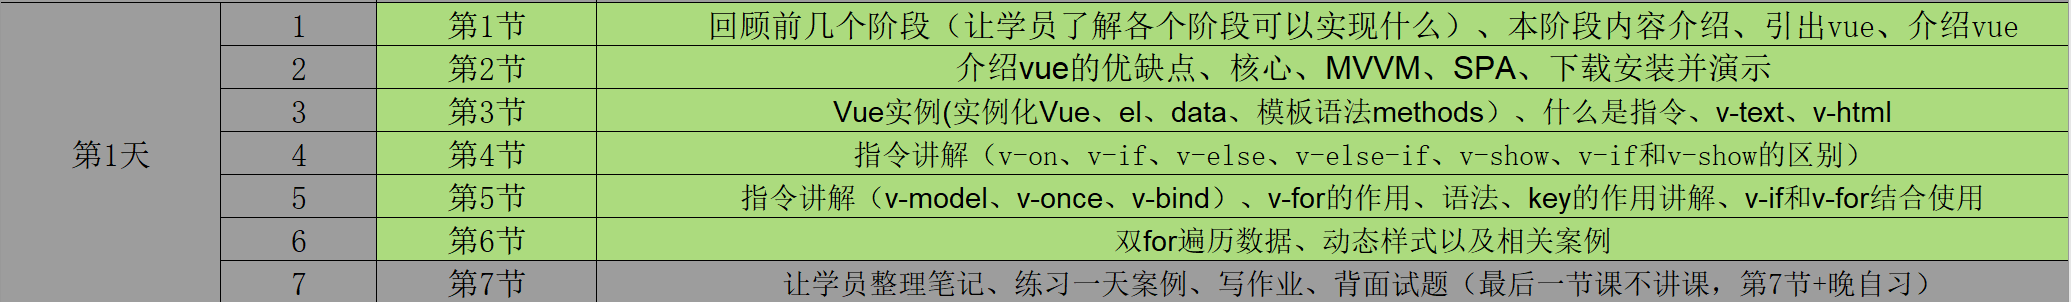 第1天
1 第1节 回顾前几个阶段（让学员了解各个阶段可以实现什么）、本阶段内容介绍、引出vue、介绍vue
2 第2节 介绍vue的优缺点、核心、MVVM、SPA、下载安装并演示
3 第3节 Vue实例(实例化Vue、el、data、模板语法methods）、什么是指令、v-text、v-html
4 第4节 指令讲解（v-on、v-if、v-else、v-else-if、v-show、v-if和v-show的区别）
5 第5节 指令讲解（v-model、v-once、v-bind）、v-for的作用、语法、key的作用讲解、v-if和v-for结合使用
6 第6节 双for遍历数据、动态样式以及相关案例
7 第7节 让学员整理笔记、练习一天案例、写作业、背面试题（最后一节课不讲课，第7节+晚自习）